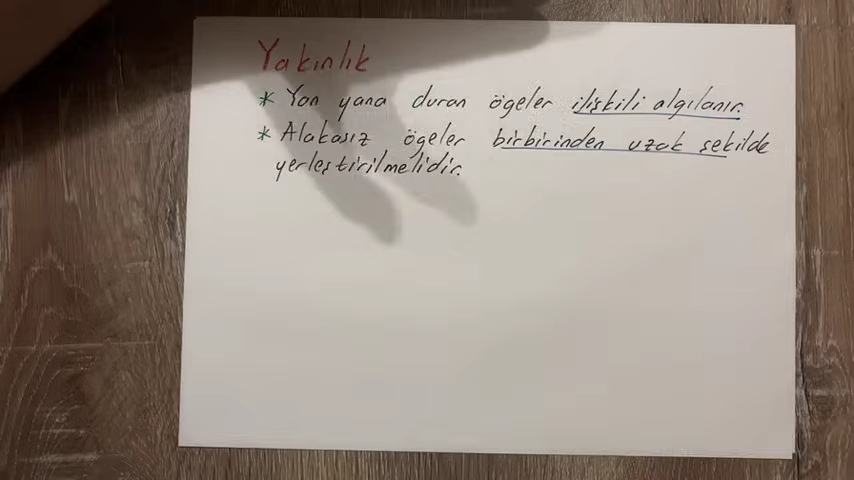 Yakınlık
* Yan yana duran ögeler ilişkili algılanır.
* Alakasız ögeler birbirinden uzak şekilde
yerleştirilmelidir.